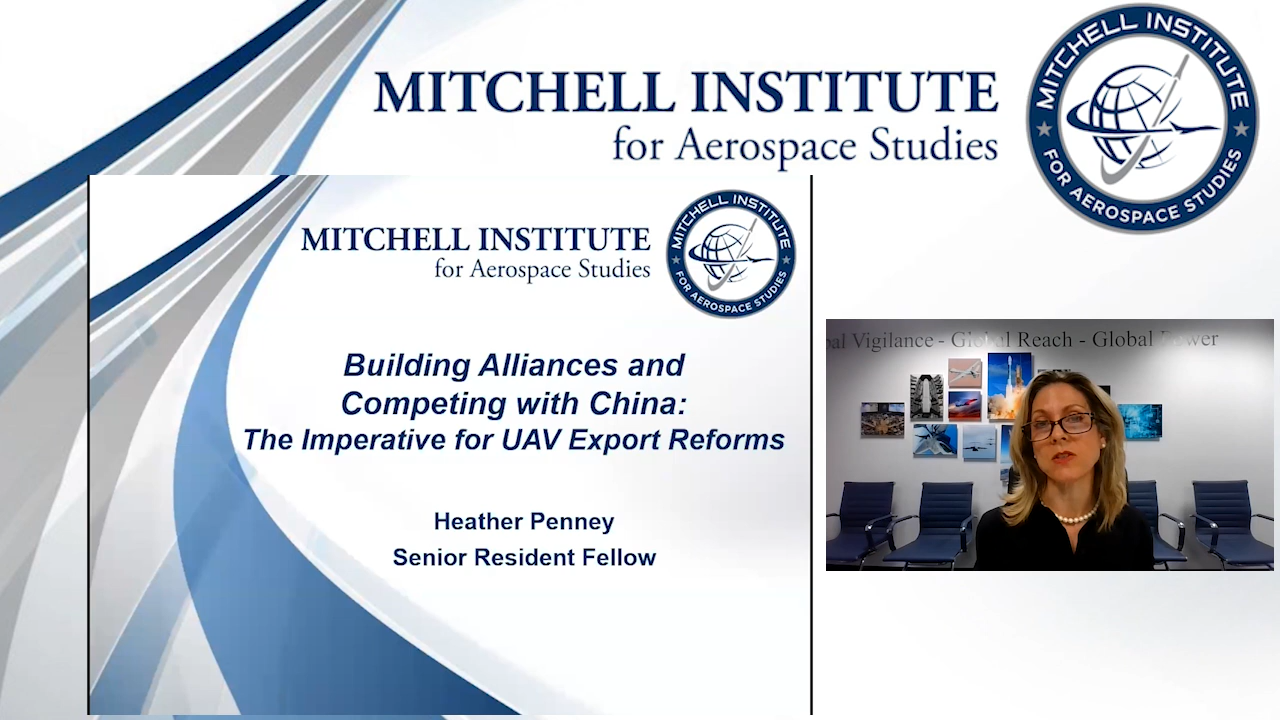 MITCHELL INSTITUTE
for Aerospace Studies
MITCHELL INSTITUTE
FOR AEROSPACE STUDIES
MITCHELL INSTITUTE
for Aerospace Studies
MITCHELL INSTITUTE
FOR AEROSPACE STUDIES
Building Alliances and
Competing with China:
The Imperative for UAV Export Reforms
Heather Penney
Senior Resident Fellow
Vigilance - Global Reach - Global Power